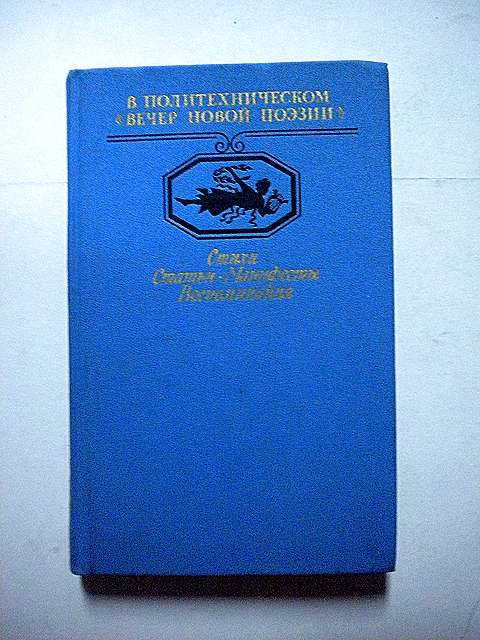 В ПОЛИТЕХНИЧЕСКОМ
«ВЕЧЕР НОВОЙ ПОЭЗИИ»
Стихи
Статьи · Манифесты
Воспоминания